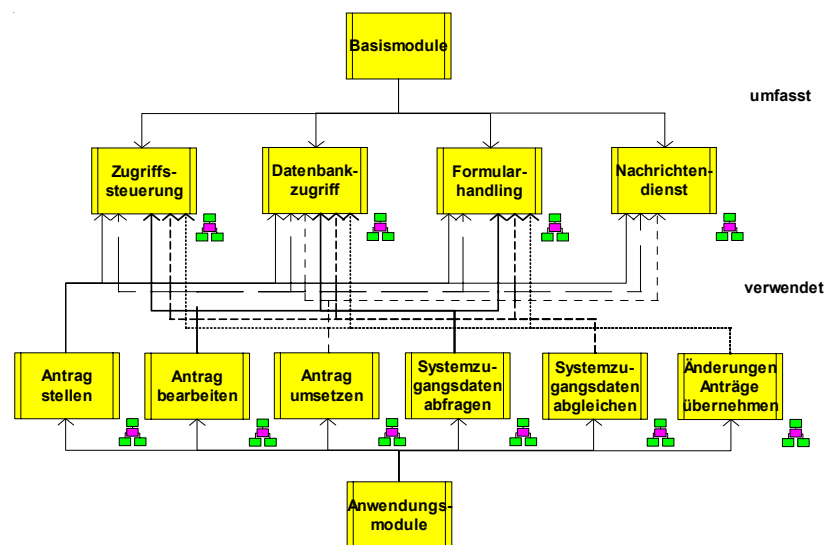 Basismodule
umfasst
Zugriffs-
steuerung
Datenbank-
zugriff
Formular-
handling
Nachrichten-
dienst
verwendet
Antrag
stellen
Antrag
bearbeiten
Antrag
umsetzen
Systemzu-
gangsdaten
abfragen
Systemzu-
gangsdaten
abgleichen
Änderungen
Anträge
übernehmen
Anwendungs-
module